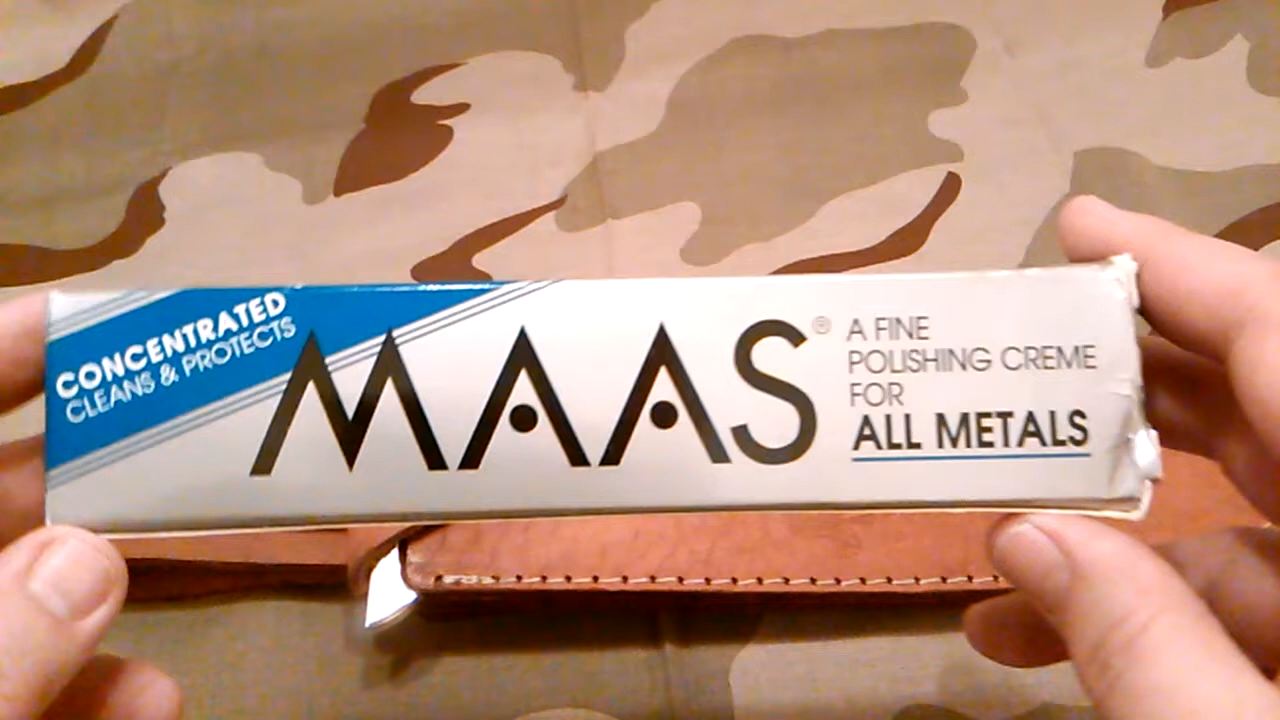 CONCENTRATED
CLEANS & PROTECTS
MAAS®
A FINE
POLISHING CREME
FOR
ALL METALS